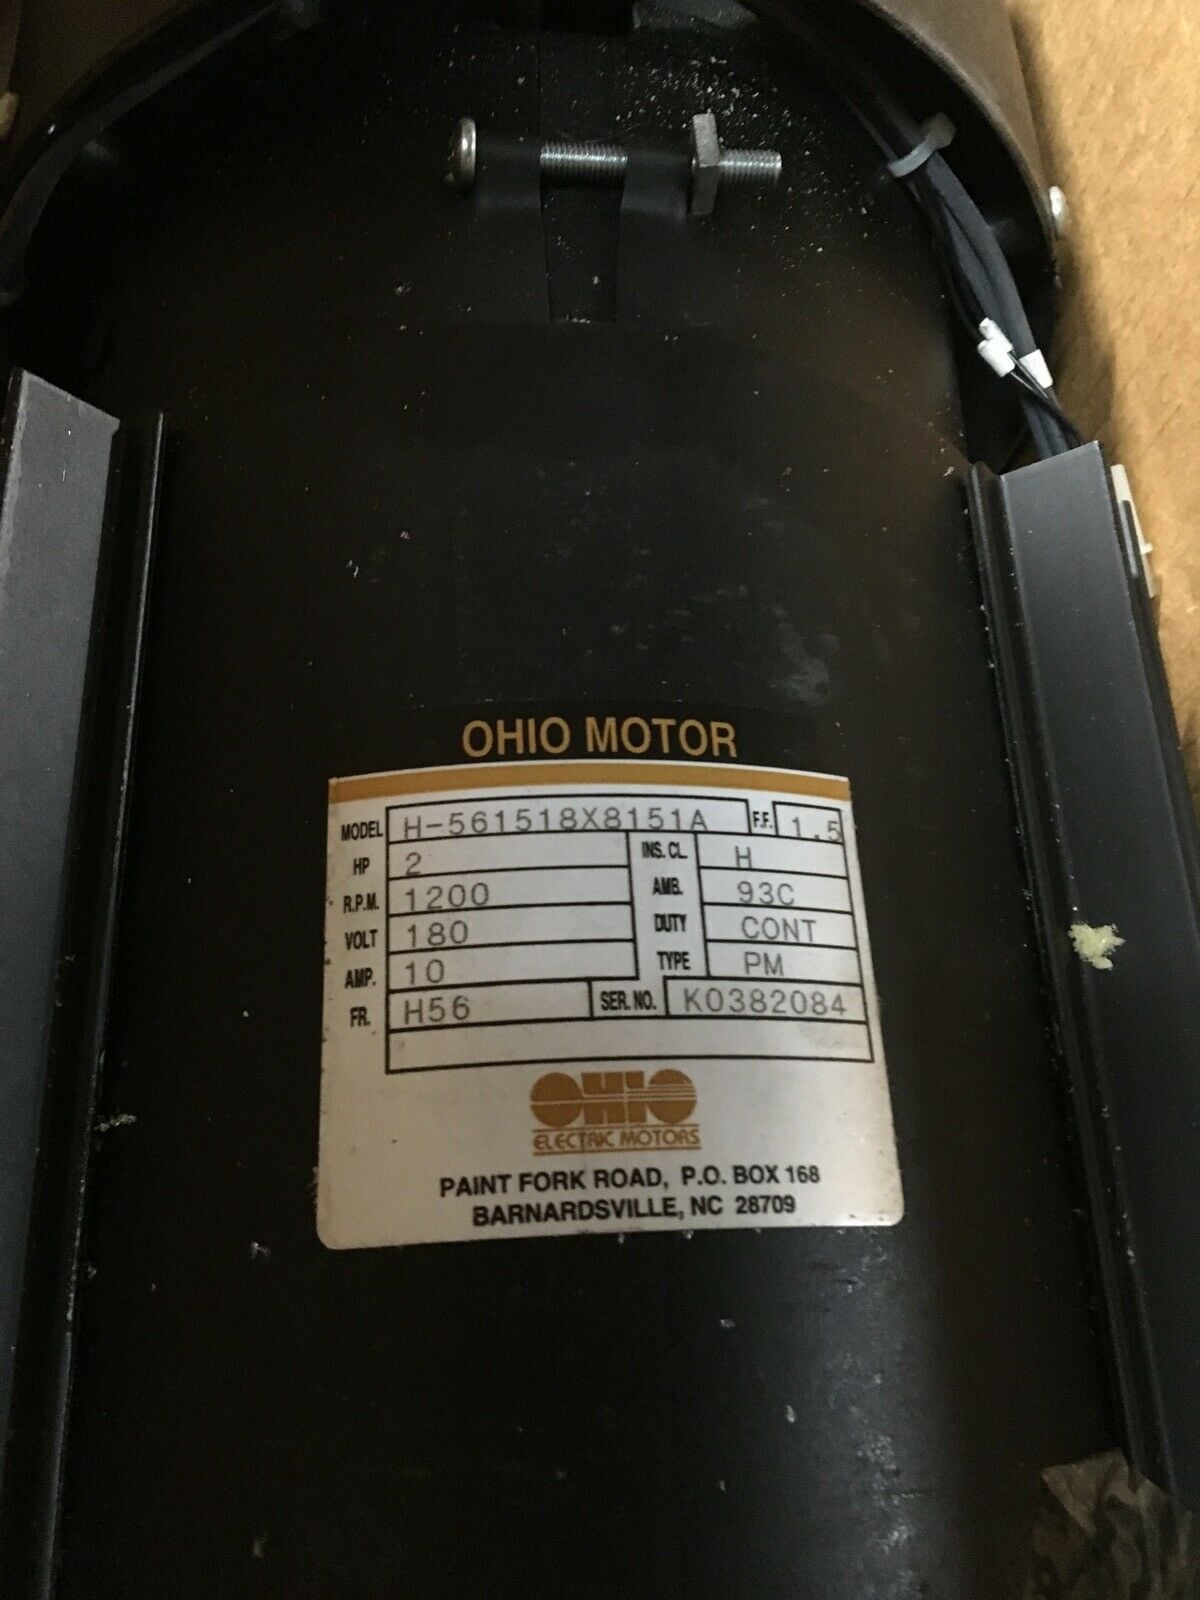 OHIO MOTOR
MODEL H-561518X8151A F.F. 1.5
HP 2 INS. CL. H
R.P.M. 1200 AMB. 93C
VOLT 180 DUTY CONT
AMP. 10 TYPE PM
FR. H56 SER. NO. K0382084
OHIO
ELECTRIC MOTORS
PAINT FORK ROAD, P.O. BOX 168
BARNARDSVILLE, NC 28709